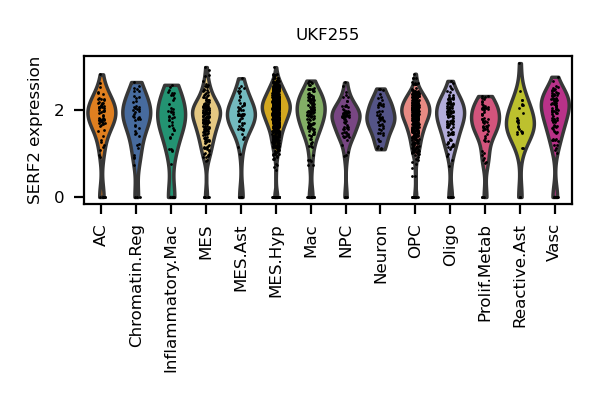 UKF255
SERF2 expression
2
0
AC
Chromatin.Reg
Inflammatory.Mac
MES
MES.Ast
MES.Hyp
Mac
NPC
Neuron
OPC
Oligo
Prolif.Metab
Reactive.Ast
Vasc